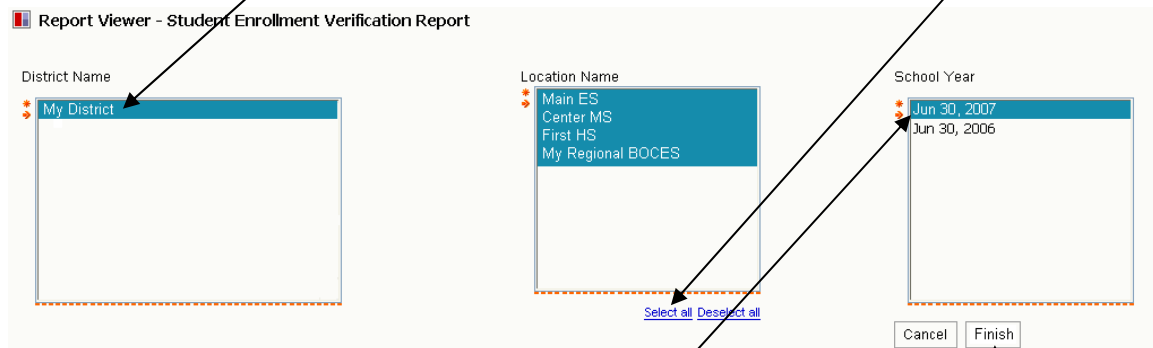 Report Viewer - Student Enrollment Verification Report
District Name
My District
Location Name
Main ES
Center MS
First HS
My Regional BOCES
Select all Deselect all
School Year
Jun 30, 2007
Jun 30, 2006
Cancel Finish